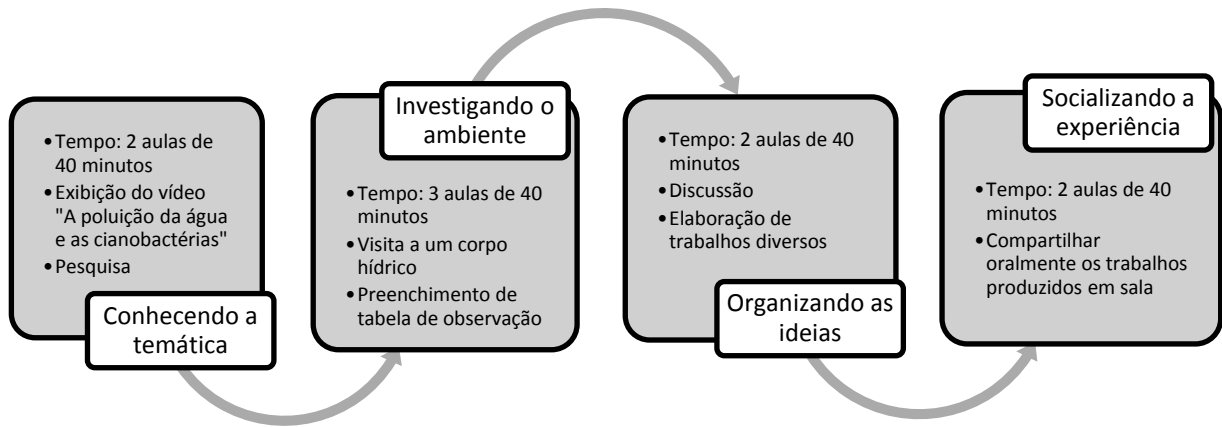 •Tempo: 2 aulas de
40 minutos
•Exibição do vídeo
"A poluição da água
e as cianobactérias"
•Pesquisa
Conhecendo a
temática
Investigando o
ambiente
•Tempo: 3 aulas de 40
minutos
•Visita a um corpo
hídrico
•Preenchimento de
tabela de observação
•Tempo: 2 aulas de 40
minutos
•Discussão
•Elaboração de
trabalhos diversos
Organizando as
ideias
Socializando a
experiência
•Tempo: 2 aulas de 40
minutos
•Compartilhar
oralmente os trabalhos
produzidos em sala